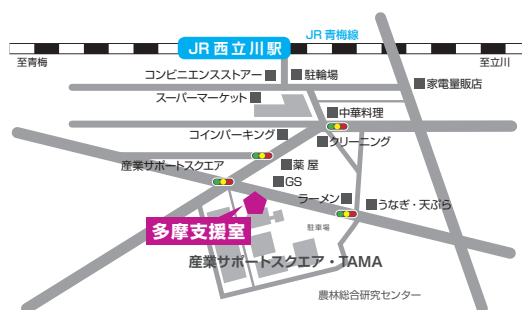 JR 青梅線
JR 西立川駅
至青梅
至立川
コンビニエンスストアー
駐輪場
家電量販店
スーパーマーケット
中華料理
コインパーキング
クリーニング
産業サポートスクエア
薬 屋
GS
ラーメン
うなぎ・天ぷら
多摩支援室
駐車場
産業サポートスクエア・TAMA
農林総合研究センター